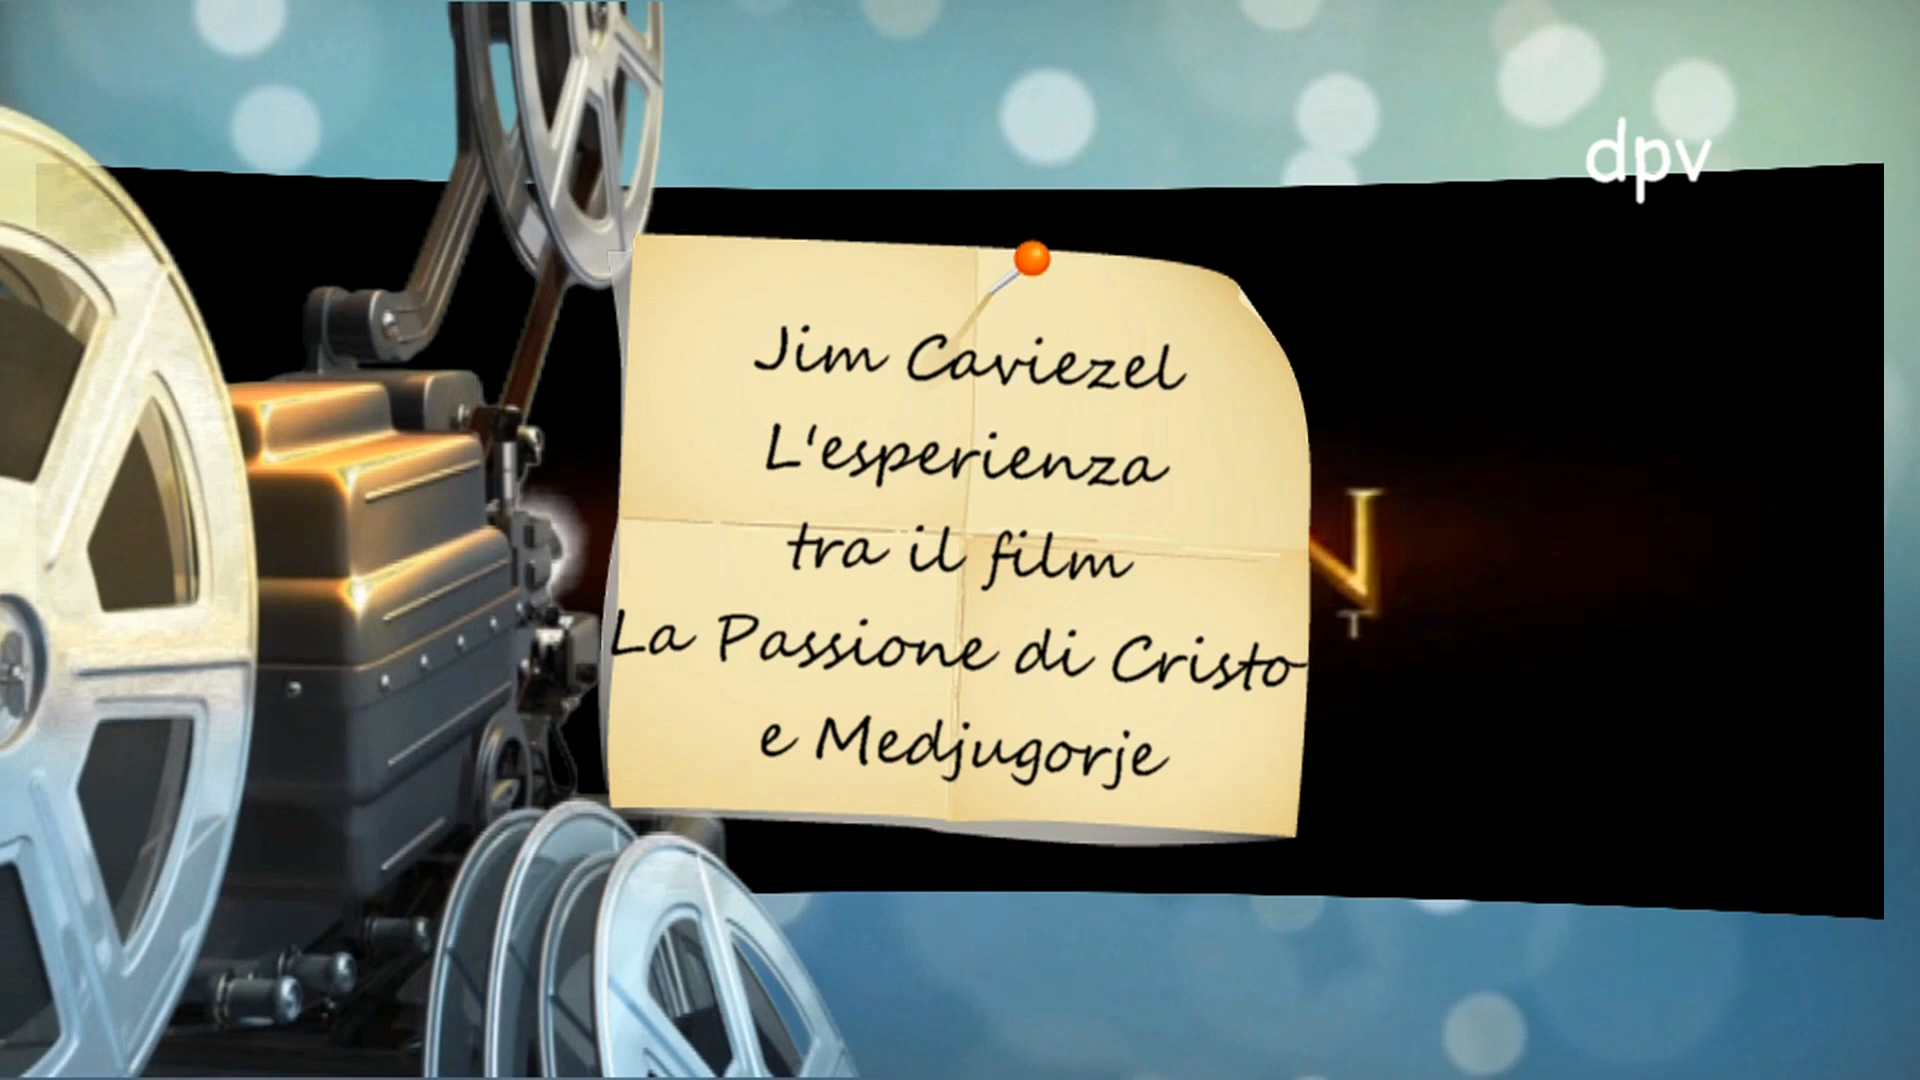 dpv
Jim Caviezel
L'esperienza
tra il film
La Passione di Cristo
e Medjugorje
N
T